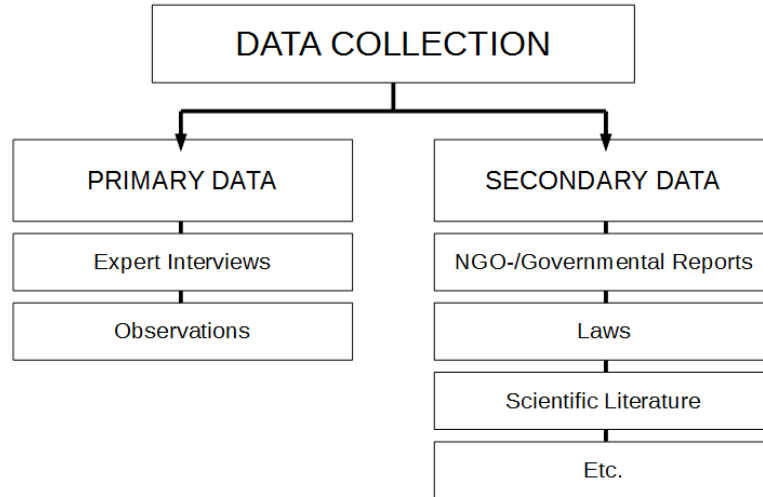 DATA COLLECTION
PRIMARY DATA
Expert Interviews
Observations
SECONDARY DATA
NGO-/Governmental Reports
Laws
Scientific Literature
Etc.